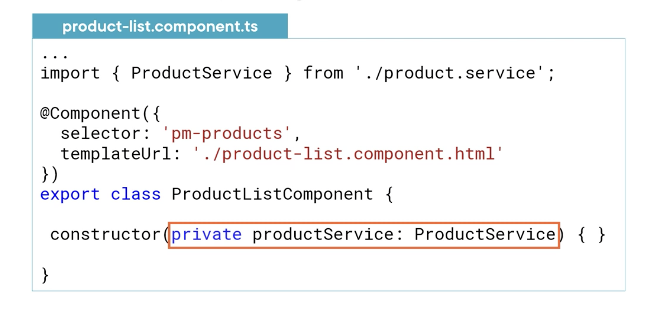 product-list.component.ts
...
import { ProductService } from './product.service';
@Component({
selector: 'pm-products',
templateUrl: './product-list.component.html'
})
export class ProductListComponent {
constructor(private productService: ProductService) { }
}